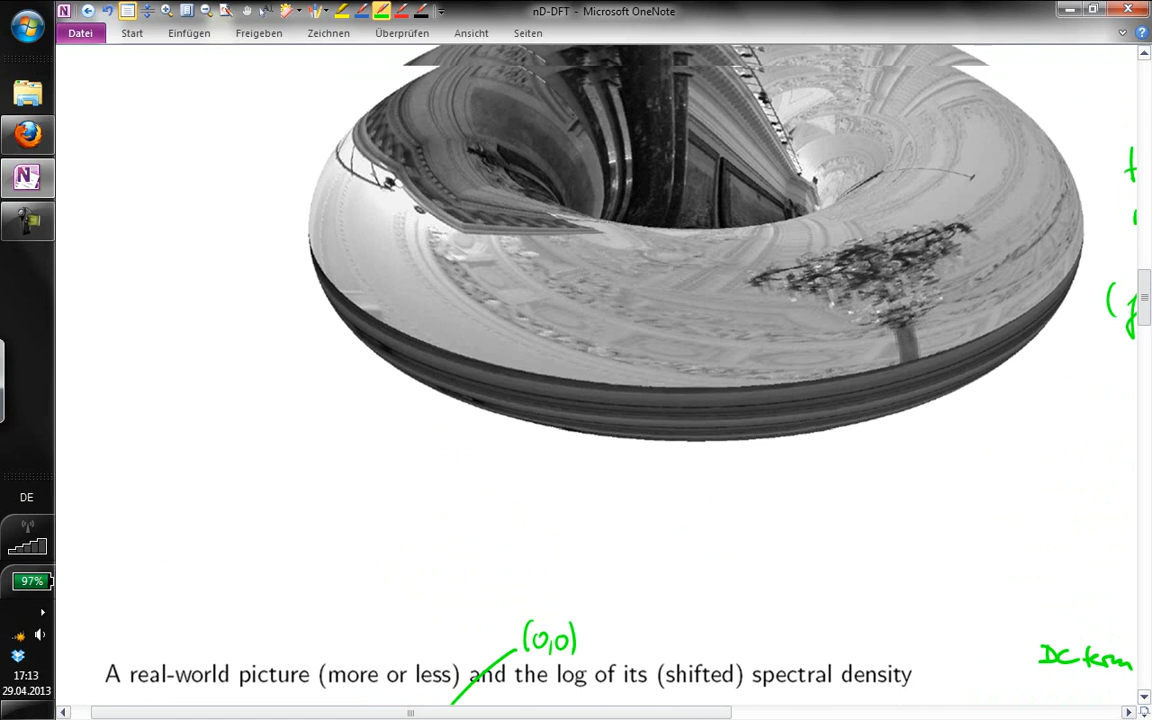 nD-DFT - Microsoft OneNote
Datei Start Einfügen Freigeben Zeichnen Überprüfen Ansicht Seiten
(0,0)
DC term
A real-world picture (more or less) and the log of its (shifted) spectral density
DE
97%
17:13
29.04.2013